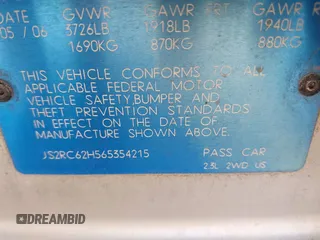 DATE GVWR GAWR FRT GAWR R
05 / 06 3726LB 1918LB 1940LB
1690KG 870KG 880KG
THIS VEHICLE CONFORMS TO ALL
APPLICABLE FEDERAL MOTOR
VEHICLE SAFETY,BUMPER AND
THEFT PREVENTION STANDARDS
IN EFFECT ON THE DATE OF
MANUFACTURE SHOWN ABOVE.
JS2RC62H565354215 PASS CAR
2.3L 2WD US
DREAMBID